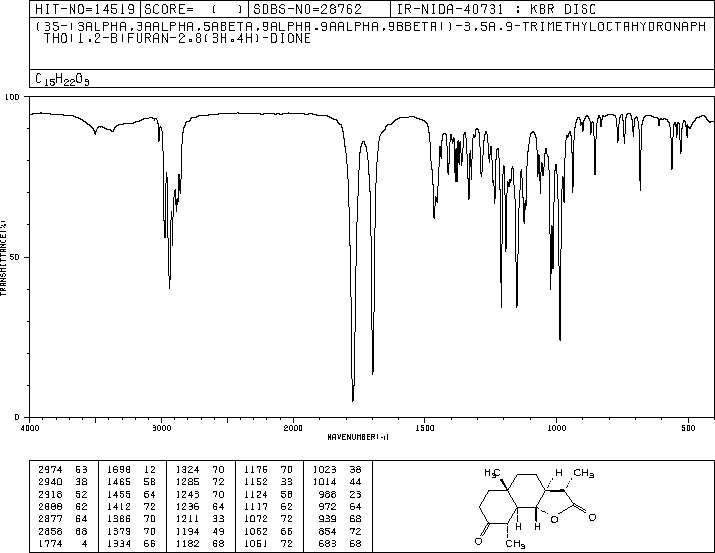 HIT-NO=14519 SCORE= ( ) SDBS-NO=28762 IR-NIDA-40731 : KBR DISC
(3S-(3ALPHA,3AALPHA,5ABETA,9ALPHA,9AALPHA,9BBETA))-3,5A,9-TRIMETHYLOCTAHYDRONAPH
THO(1,2-B)FURAN-2,8(3H,4H)-DIONE
C15H22O3
100
50
0
TRANSMITTANCE(%)
4000 3000 2000 1500 1000 500
WAVENUMBER(-1)
2974 63 1698 12 1324 70 1176 70 1023 38
2940 38 1465 58 1285 72 1152 33 1014 44
2918 52 1455 64 1243 70 1124 58 988 23
2888 62 1412 72 1236 64 1117 62 972 64
2877 64 1386 70 1211 33 1072 72 939 68
2858 68 1379 70 1194 49 1062 66 854 72
1774 4 1334 66 1182 68 1051 72 683 68
H3C H CH3
H H O O
O CH3